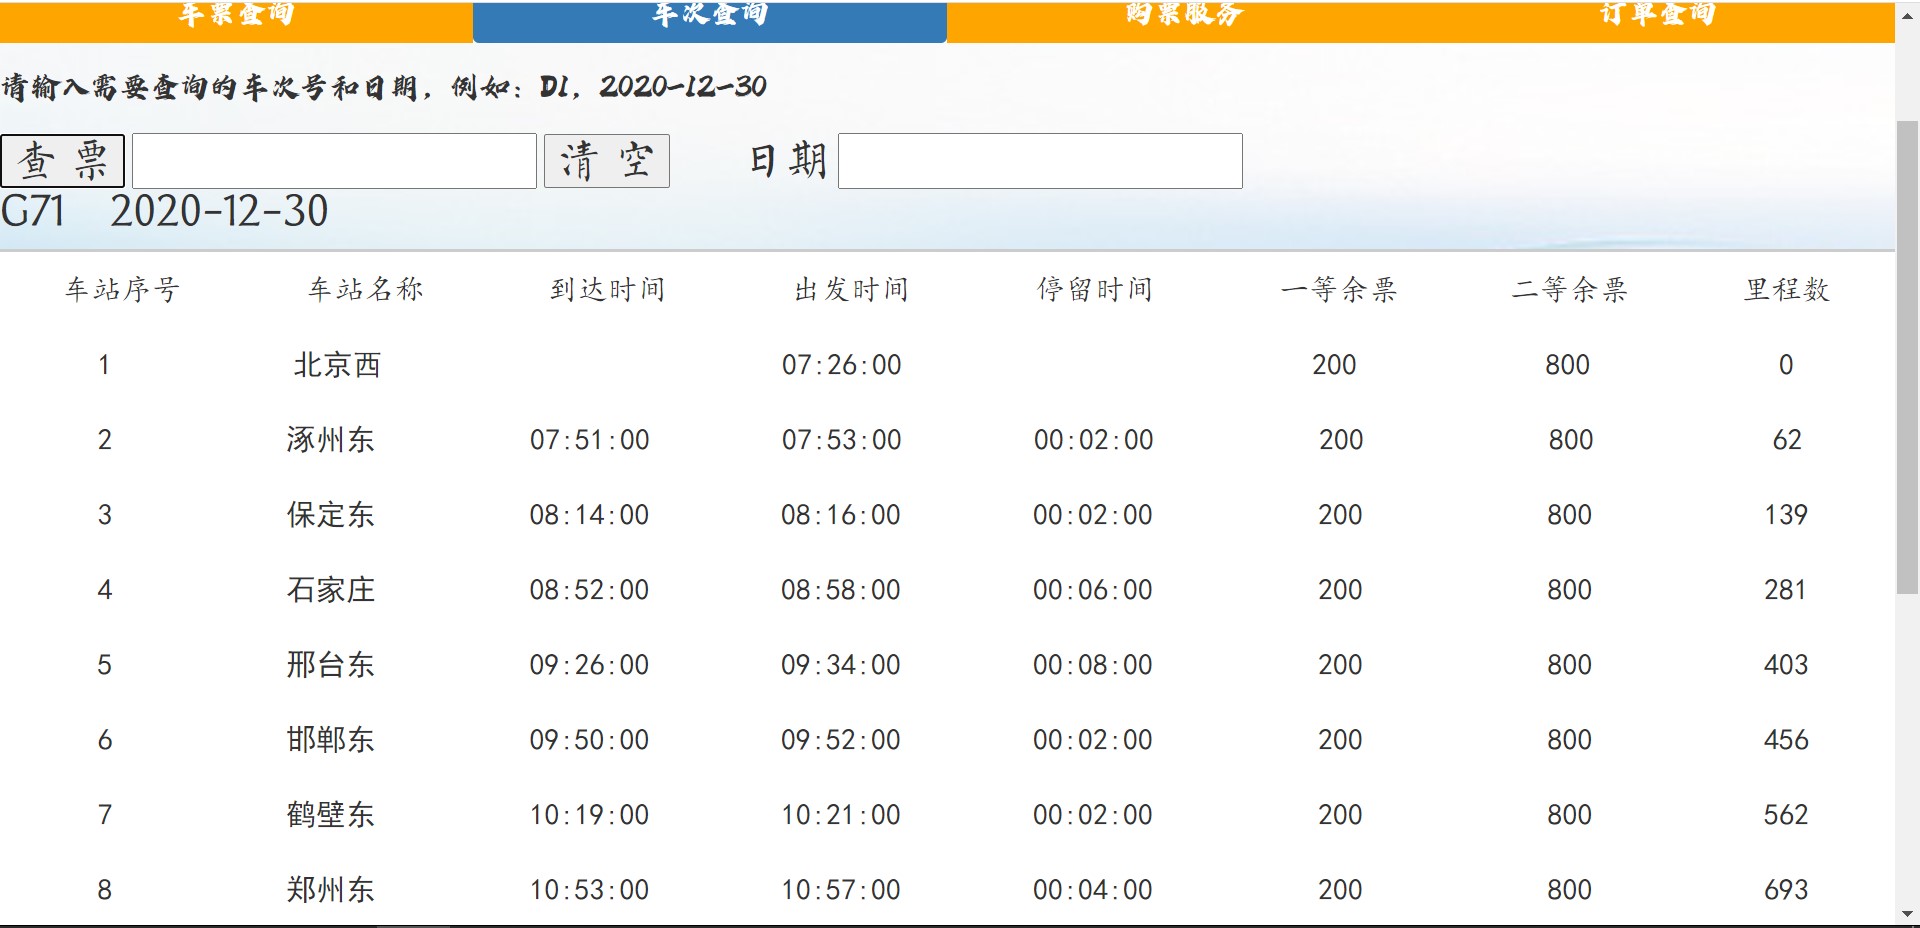 车票查询 车次查询 购票服务 订单查询
请输入需要查询的车次号和日期，例如：D1，2020-12-30
查 票 清 空 日期
G71 2020-12-30
车站序号 车站名称 到达时间 出发时间 停留时间 一等余票 二等余票 里程数
1 北京西 07:26:00 200 800 0
2 涿州东 07:51:00 07:53:00 00:02:00 200 800 62
3 保定东 08:14:00 08:16:00 00:02:00 200 800 139
4 石家庄 08:52:00 08:58:00 00:06:00 200 800 281
5 邢台东 09:26:00 09:34:00 00:08:00 200 800 403
6 邯郸东 09:50:00 09:52:00 00:02:00 200 800 456
7 鹤壁东 10:19:00 10:21:00 00:02:00 200 800 562
8 郑州东 10:53:00 10:57:00 00:04:00 200 800 693